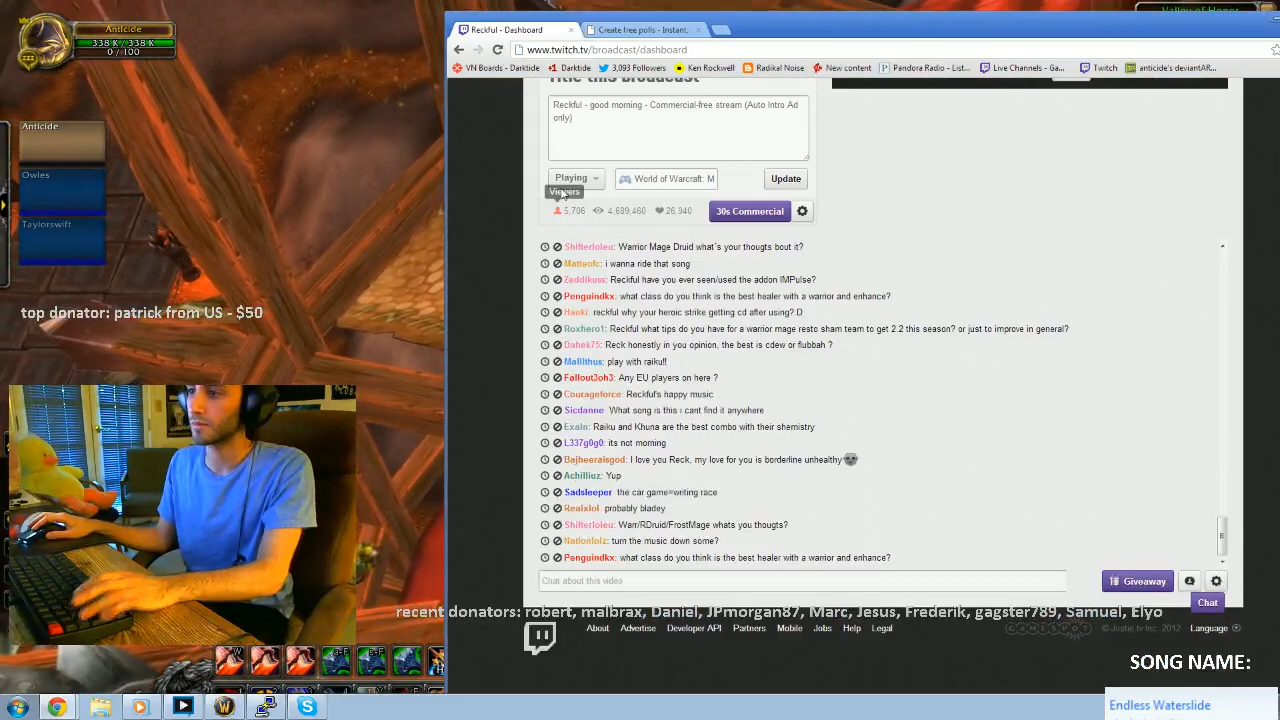 Anticide
338 K / 338 K
0 / 100
Anticide
Owies
Taylorswift
top donator: patrick from US - $50
Reckful - Dashboard
Create free polls - Instant,
www.twitch.tv/broadcast/dashboard
VN Boards - Darktide
+1 Darktide
3,093 Followers
Ken Rockwell
Radikal Noise
New content
Pandora Radio - List...
Live Channels - Ga...
Twitch
anticide's deviantAR...
Title this broadcast
Reckful - good morning - Commercial-free stream (Auto Intro Ad
only)
Playing
World of Warcraft: M
Update
Viewers
5,706
4,689,460
26,940
30s Commercial
Shifterloleu: Warrior Mage Druid what´s your thougts bout it?
Matteofc: i wanna ride that song
Zeddikuss: Reckful have you ever seen/used the addon IMPulse?
Penguindkx: what class do you think is the best healer with a warrior and enhance?
Haoki: reckful why your heroic strike getting cd after using?:D
Roxhero1: Reckful what tips do you have for a warrior mage resto sham team to get 2.2 this season? or just to improve in general?
Dahek75: Reck honestly in you opinion, the best is cdew or flubbah ?
Mallithus: play with raiku!!
Fallout3oh3: Any EU players on here ?
Courageforce: Reckful's happy music
Sicdanne: What song is this i cant find it anywhere
Exain: Raiku and Khuna are the best combo with their shemistry
L337g0g0: its not morning
Bajheeraisgod: I love you Reck, my love for you is borderline unhealthy
Achilliuz: Yup
Sadsleeper: the car game=writing race
Realxlol: probably bladey
Shifterloleu: Warr/RDruid/FrostMage whats you thougts?
Nationlolz: turn the music down some?
Penguindkx: what class do you think is the best healer with a warrior and enhance?
Chat about this video
Giveaway
Chat
recent donators: robert, malbrax, Daniel, JPmorgan87, Marc, Jesus, Frederik, gagster789, Samuel, Elyo
About
Advertise
Developer API
Partners
Mobile
Jobs
Help
Legal
GAMESPOT
© Justin.tv Inc. 2012
Language
SONG NAME:
Endless Waterslide